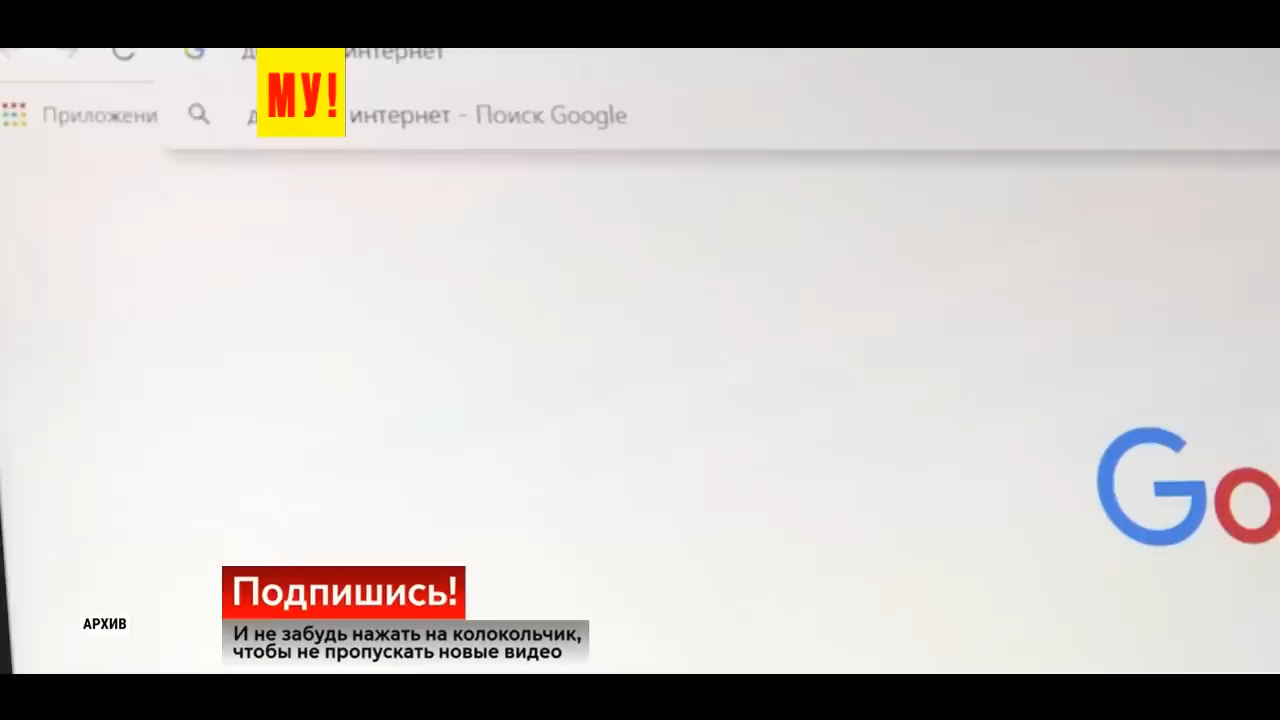 интернет
МУ!
Приложени
интернет - Поиск Google
Go
Подпишись!
И не забудь нажать на колокольчик,
чтобы не пропускать новые видео
АРХИВ